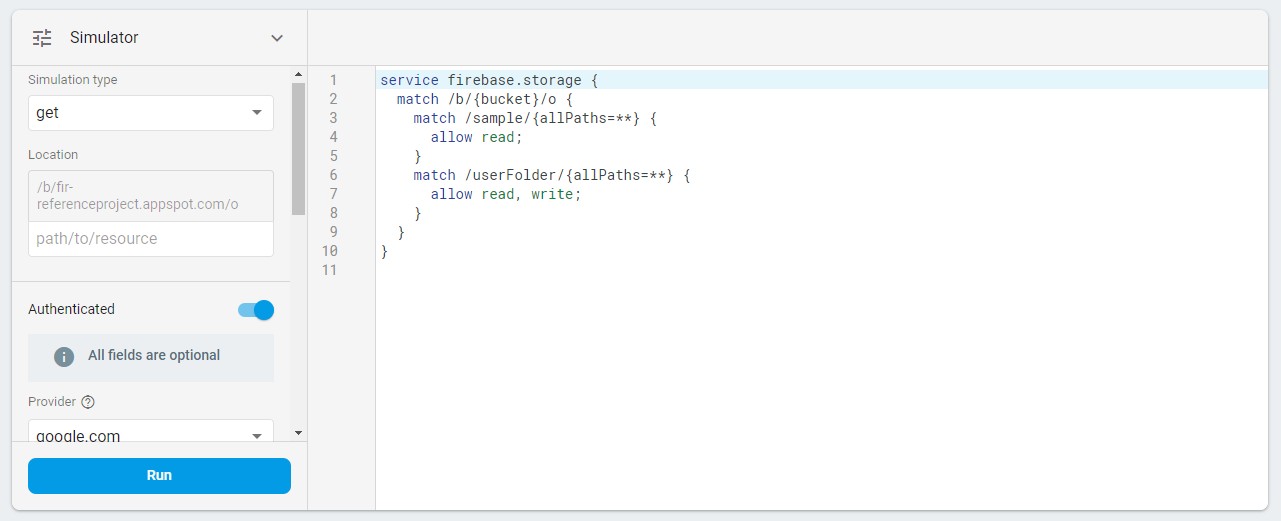 Simulator
Simulation type
get
Location
/b/fir-
referenceproject.appspot.com/o
path/to/resource
Authenticated
All fields are optional
Provider
google.com
Run
1 service firebase.storage {
2 match /b/{bucket}/o {
3 match /sample/{allPaths=**} {
4 allow read;
5 }
6 match /userFolder/{allPaths=**} {
7 allow read, write;
8 }
9 }
10 }
11